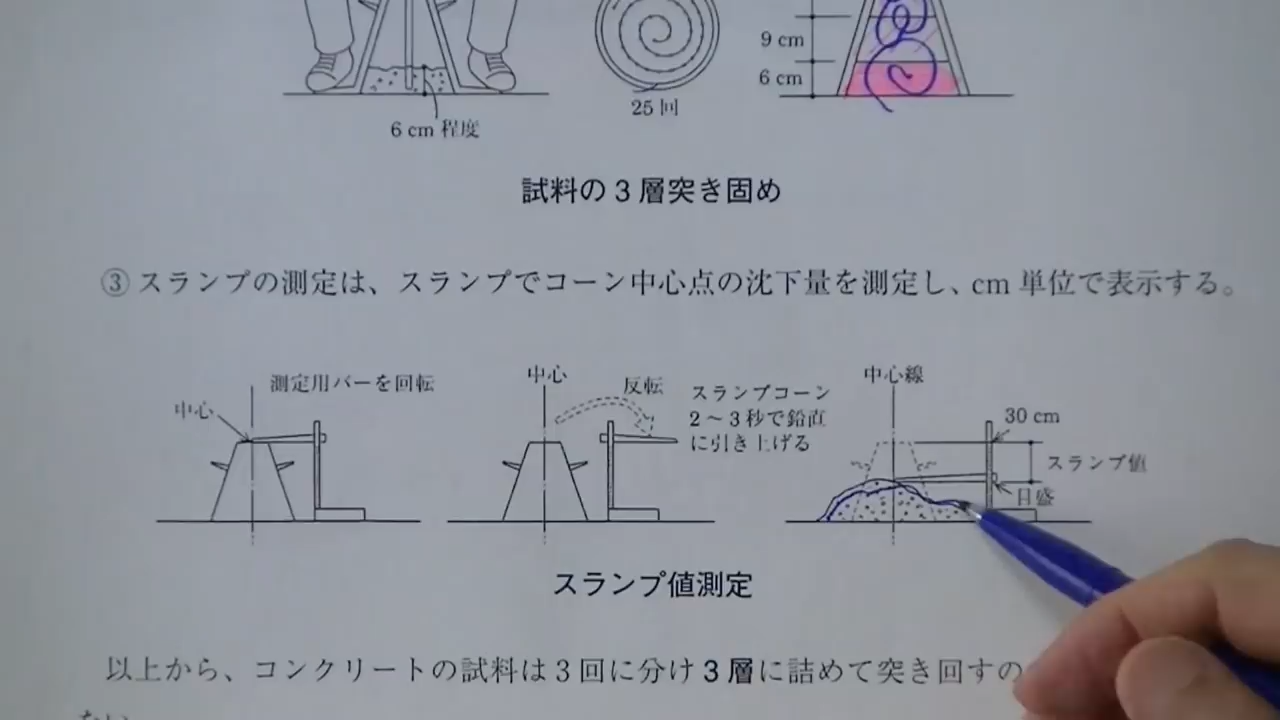 9 cm
6 cm
25 回
6 cm 程度
試料の 3 層突き固め
③ スランプの測定は、スランプでコーン中心点の沈下量を測定し、cm 単位で表示する。
測定用バーを回転
中心
中心
反転
スランプコーン
2～3秒で鉛直
に引き上げる
中心線
30 cm
スランプ値
目盛
スランプ値測定
以上から、コンクリートの試料は 3 回に分け 3 層に詰めて突き回すの
ない